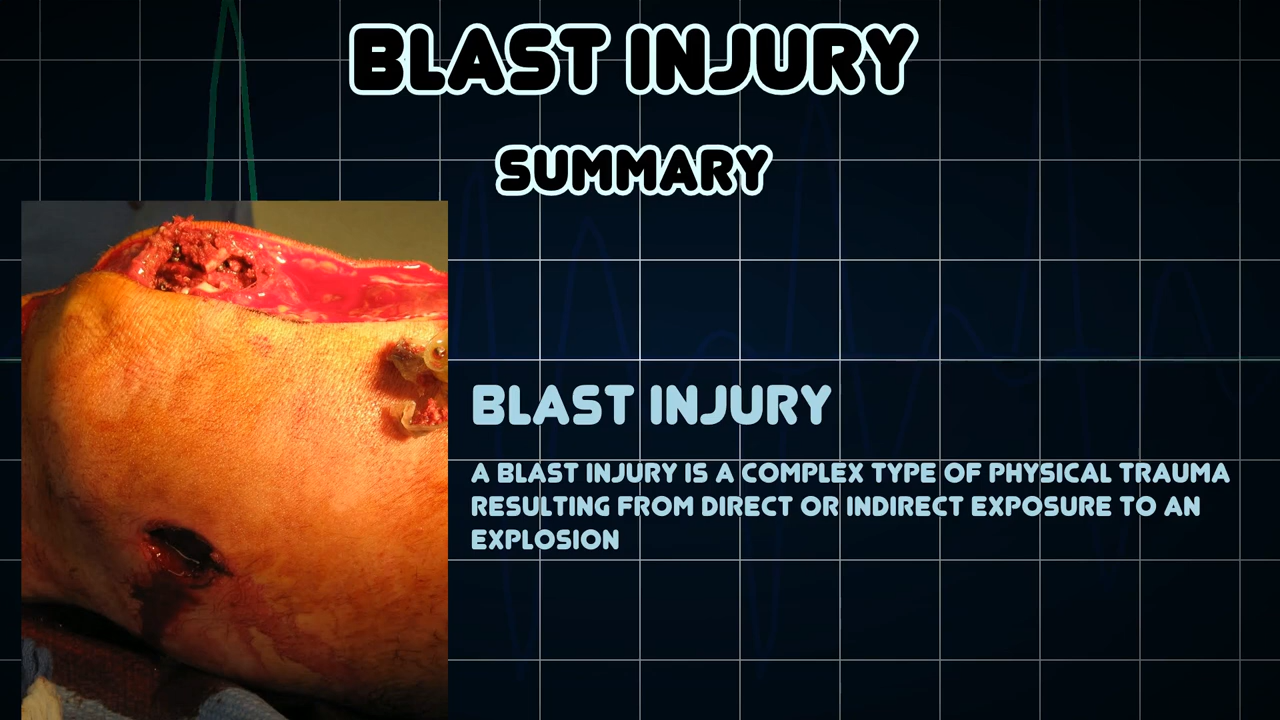 BLAST INJURY
SUMMARY
BLAST INJURY
A BLAST INJURY IS A COMPLEX TYPE OF PHYSICAL TRAUMA
RESULTING FROM DIRECT OR INDIRECT EXPOSURE TO AN
EXPLOSION